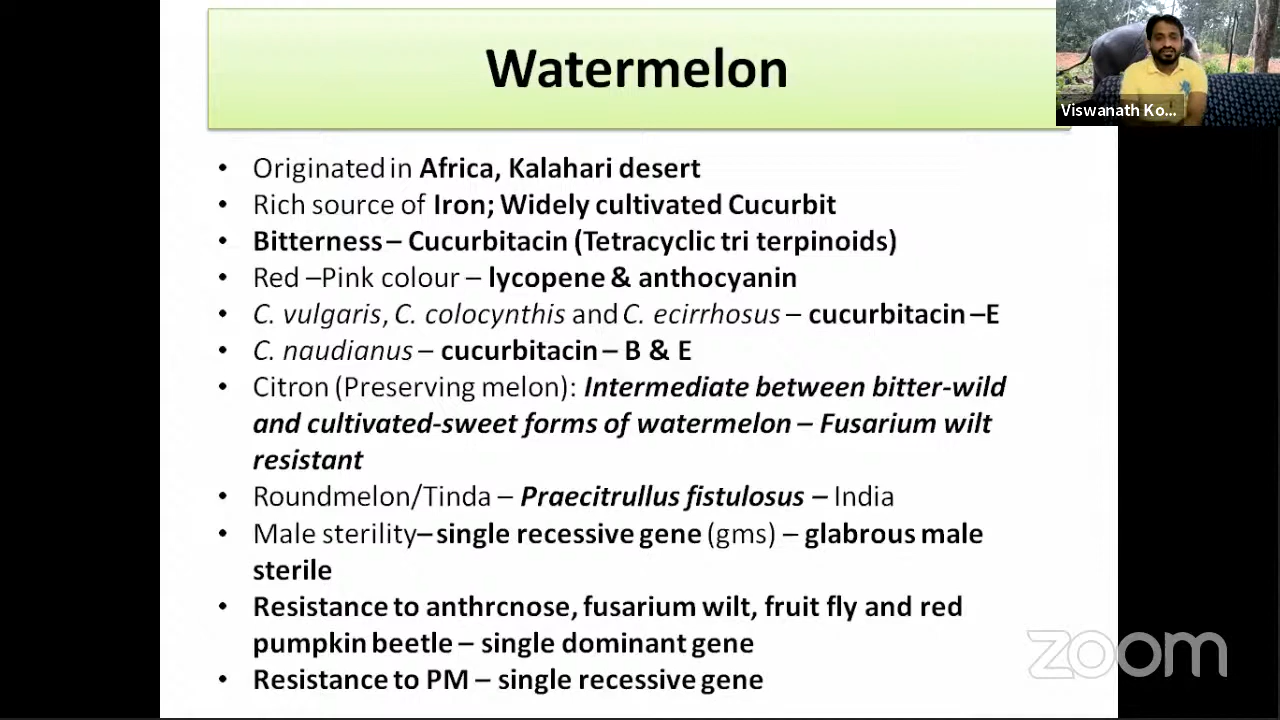 Watermelon
Viswanath Ko...
• Originated in Africa, Kalahari desert
• Rich source of Iron; Widely cultivated Cucurbit
• Bitterness – Cucurbitacin (Tetracyclic tri terpinoids)
• Red –Pink colour – lycopene & anthocyanin
• C. vulgaris, C. colocynthis and C. ecirrhosus – cucurbitacin –E
• C. naudianus – cucurbitacin – B & E
• Citron (Preserving melon): Intermediate between bitter-wild
and cultivated-sweet forms of watermelon – Fusarium wilt
resistant
• Roundmelon/Tinda – Praecitrullus fistulosus – India
• Male sterility– single recessive gene (gms) – glabrous male
sterile
• Resistance to anthrcnose, fusarium wilt, fruit fly and red
pumpkin beetle – single dominant gene
• Resistance to PM – single recessive gene
zoom